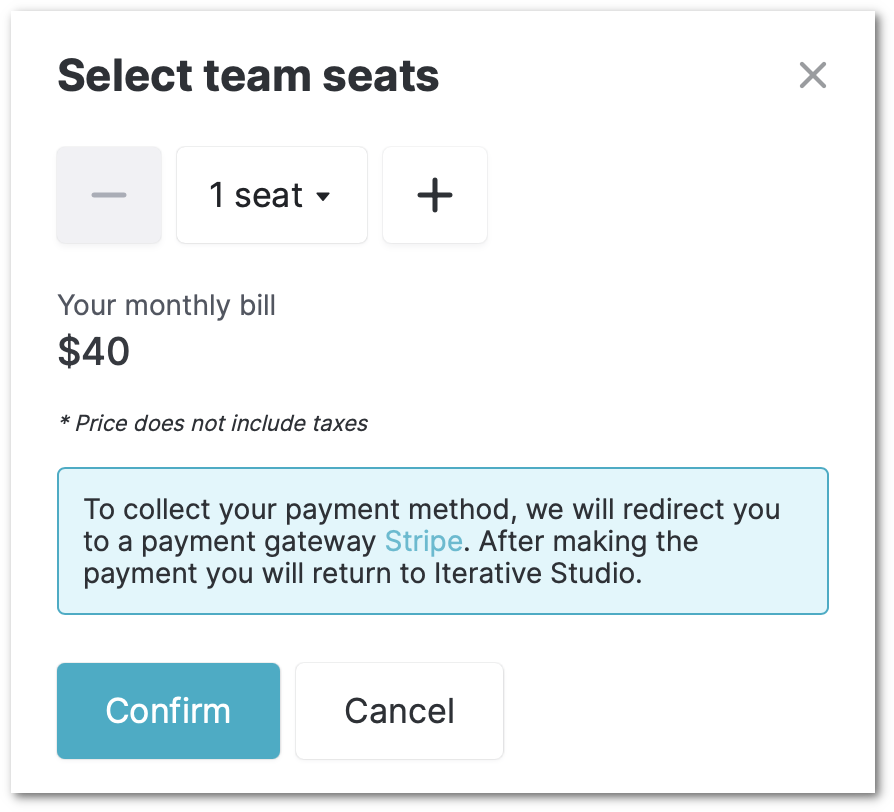 Select team seats
1 seat
Your monthly bill
$40
* Price does not include taxes
To collect your payment method, we will redirect you
to a payment gateway Stripe. After making the
payment you will return to Iterative Studio.
Confirm
Cancel